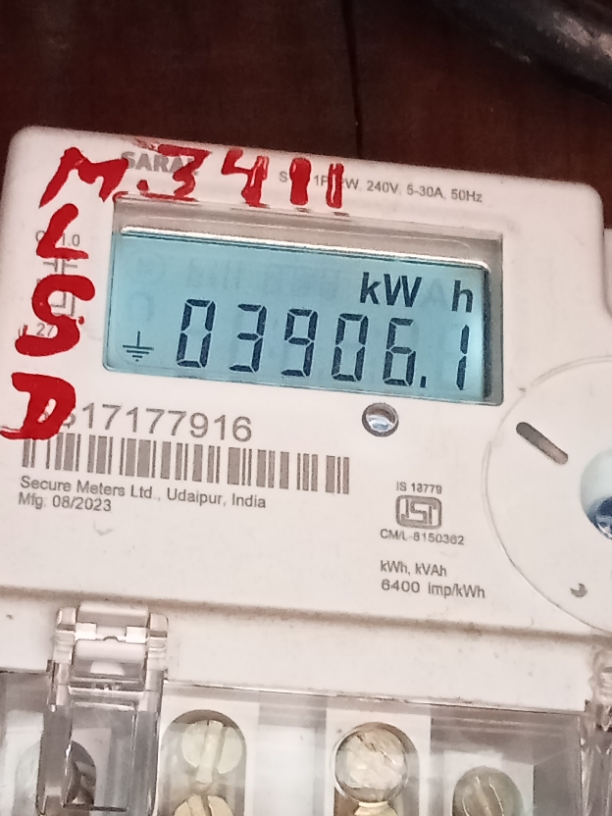 M.3411
L
S
D
240V, 5-30A, 50Hz
kW h
03906.1
17177916
Secure Meters Ltd., Udaipur, India
Mfg. 08/2023
IS 13779
ISI
CM/L-8150362
kWh, kVAh
6400 imp/kWh